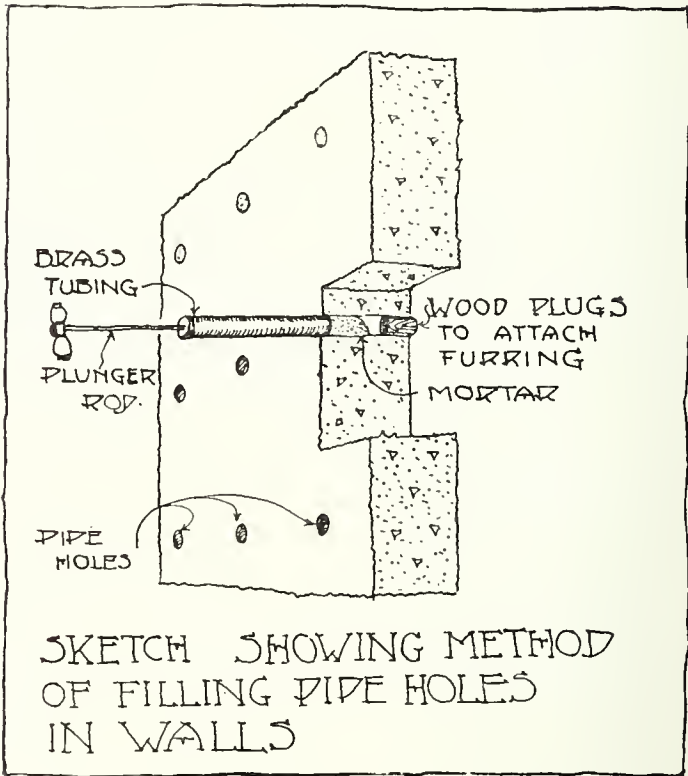 BRASS
TUBING
PLUNGER
ROD.
WOOD PLUGS
TO ATTACH
FURRING
MORTAR
PIPE
HOLES
SKETCH SHOWING METHOD
OF FILLING PIPE HOLES
IN WALLS